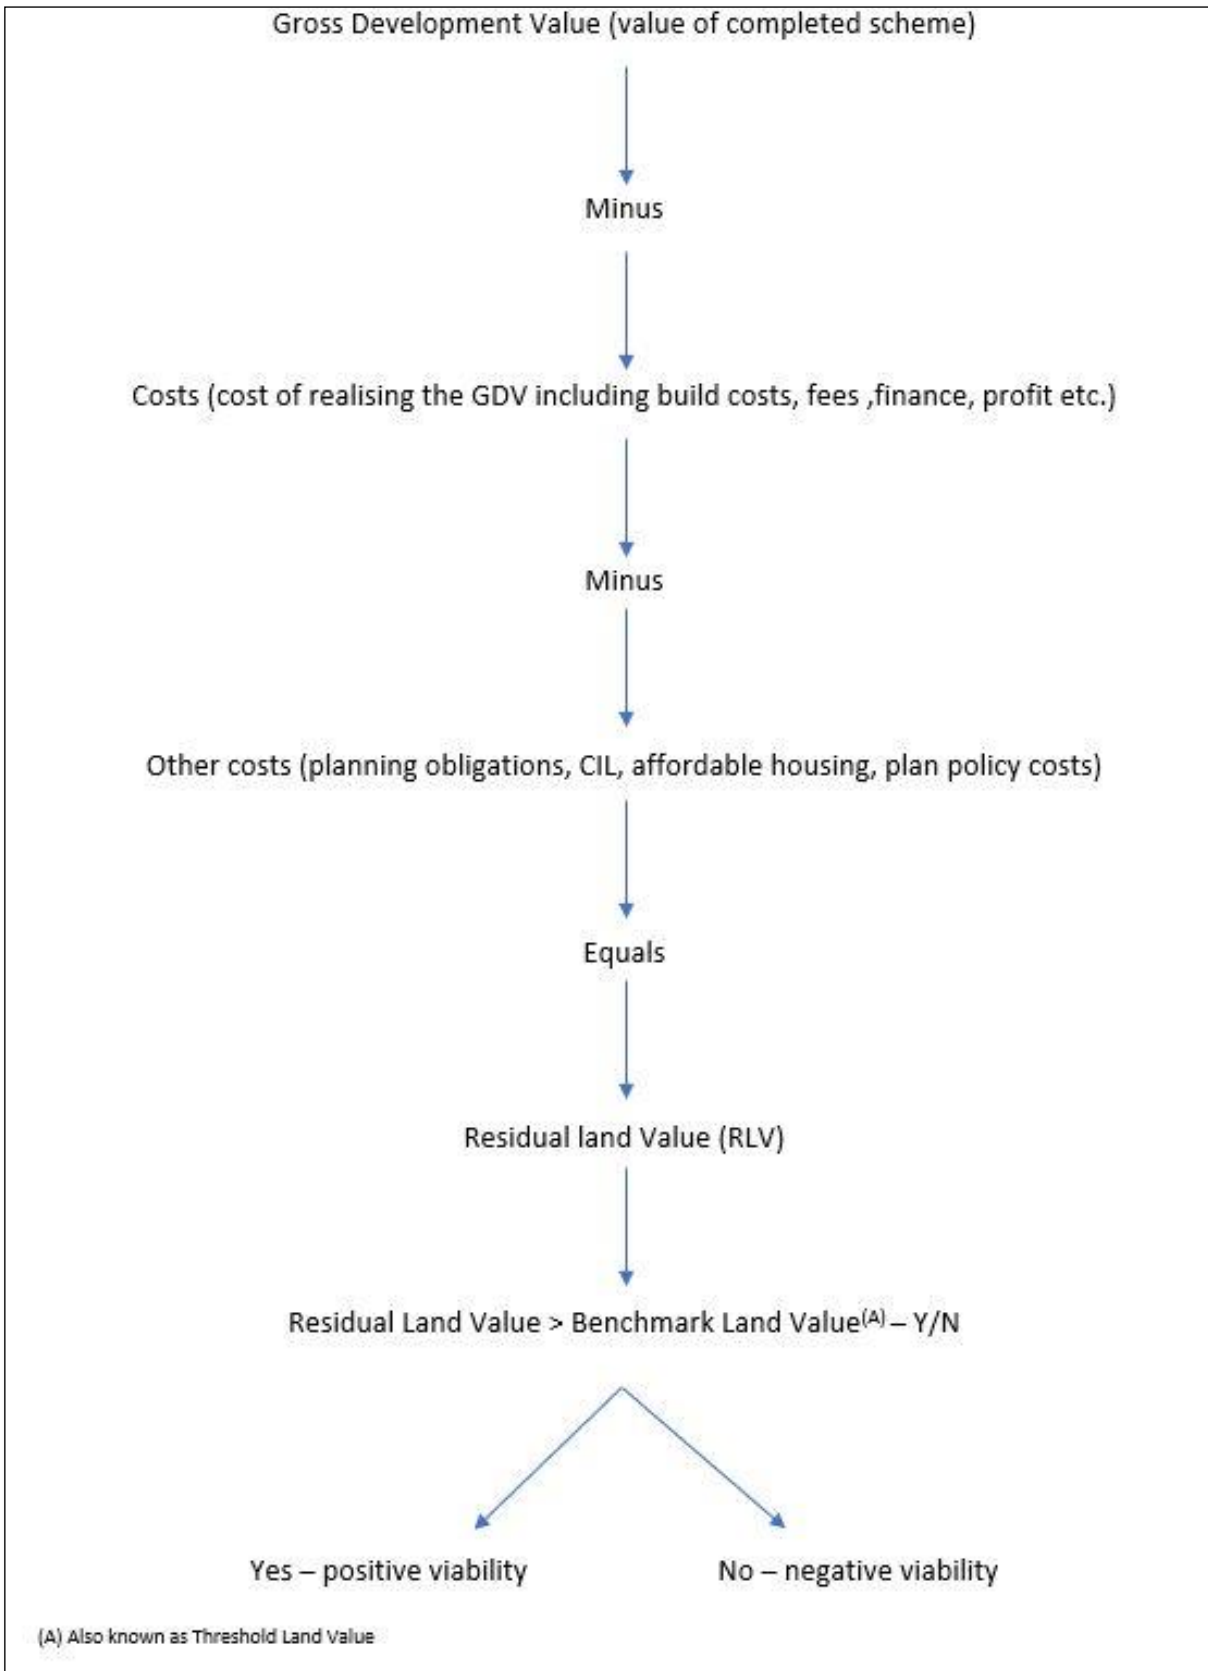 Gross Development Value (value of completed scheme)
Minus
Costs (cost of realising the GDV including build costs, fees ,finance, profit etc.)
Minus
Other costs (planning obligations, CIL, affordable housing, plan policy costs)
Equals
Residual land Value (RLV)
Residual Land Value > Benchmark Land Value(A) – Y/N
Yes – positive viability
No – negative viability
(A) Also known as Threshold Land Value